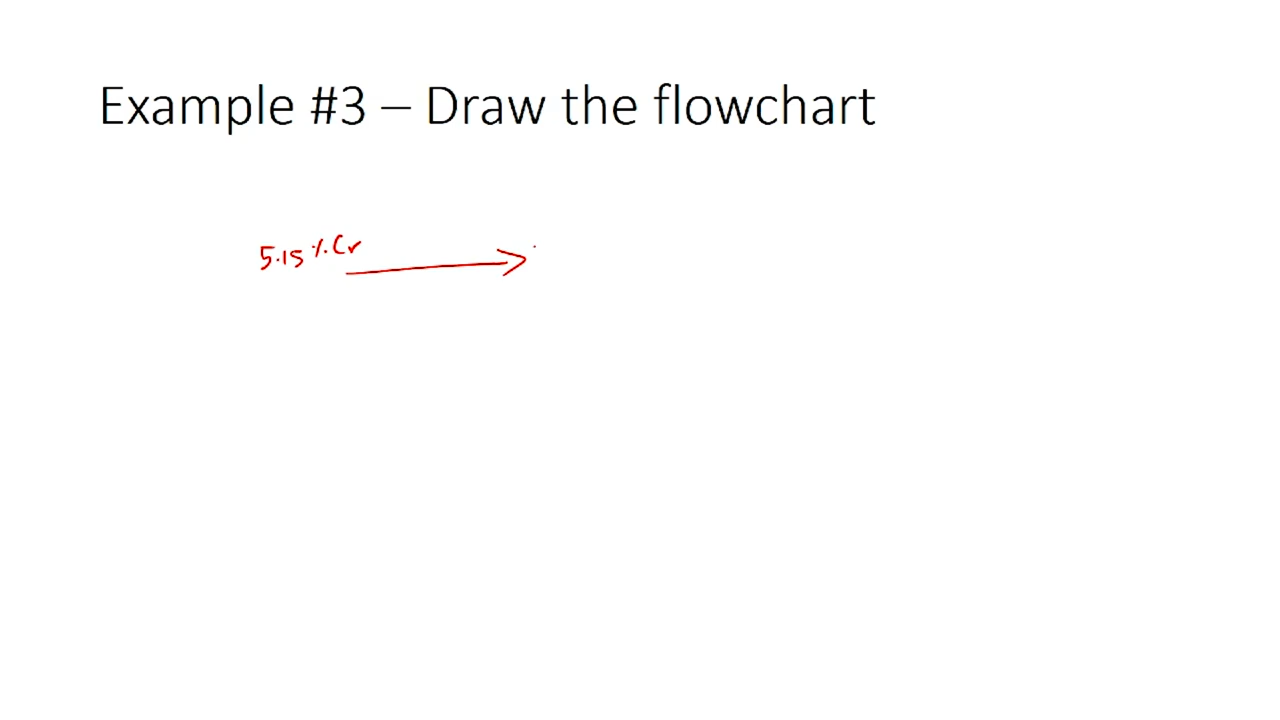 Example #3 – Draw the flowchart
5.15 % Cr